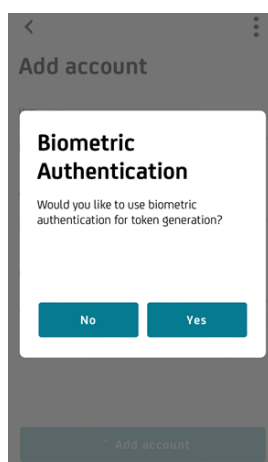 Add account
Biometric
Authentication
Would you like to use biometric
authentication for token generation?
No
Yes
Add account